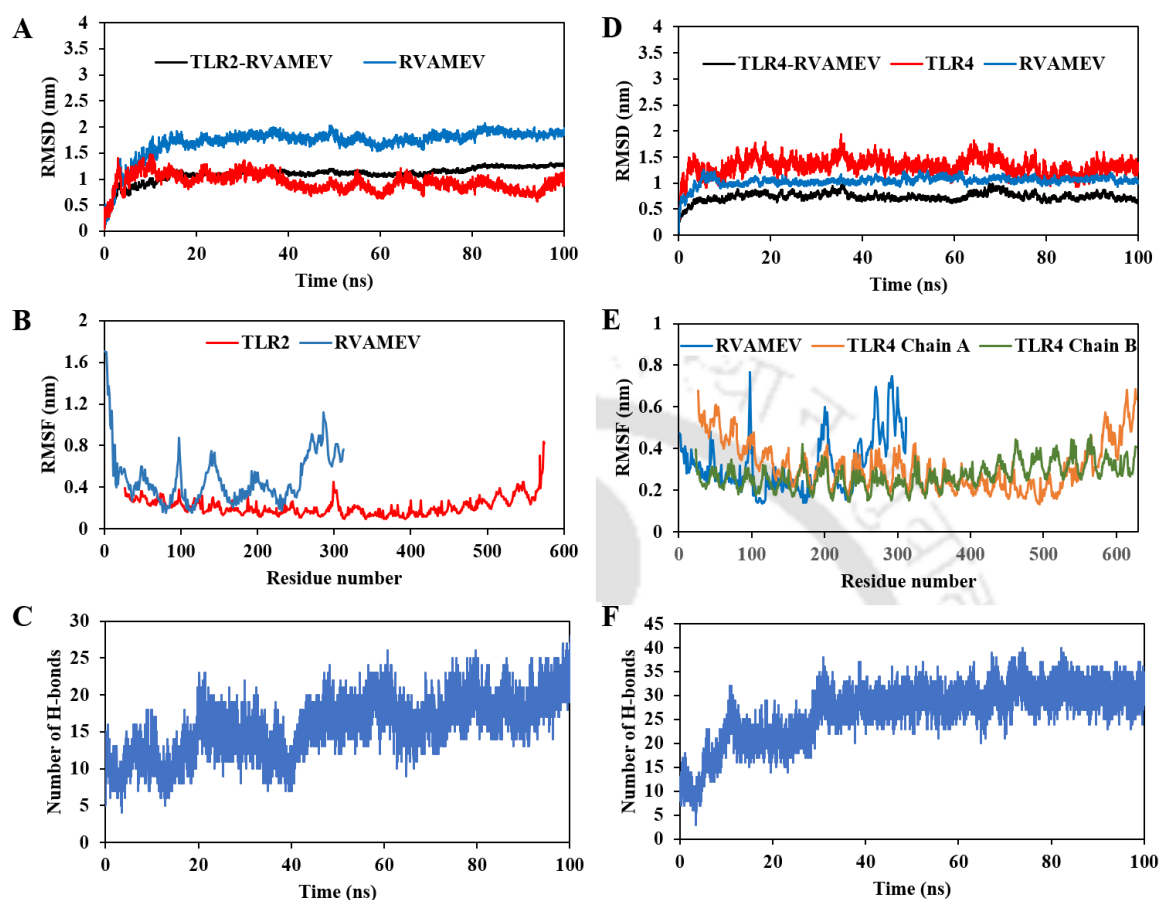 A
RMSD (nm)
TLR2-RVAMEV RVAMEV
4
3.5
3
2.5
2
1.5
1
0.5
0
0 20 40 60 80 100
Time (ns)
D
RMSD (nm)
TLR4-RVAMEV TLR4 RVAMEV
4
3.5
3
2.5
2
1.5
1
0.5
0
0 20 40 60 80 100
Time (ns)
B
RMSF (nm)
TLR2 RVAMEV
2
1.6
1.2
0.8
0.4
0
0 100 200 300 400 500 600
Residue number
E
RMSF (nm)
RVAMEV TLR4 Chain A TLR4 Chain B
1
0.8
0.6
0.4
0.2
0
0 100 200 300 400 500 600
Residue number
C
Number of H-bonds
30
25
20
15
10
5
0
0 20 40 60 80 100
Time (ns)
F
Number of H-bonds
45
40
35
30
25
20
15
10
5
0
0 20 40 60 80 100
Time (ns)